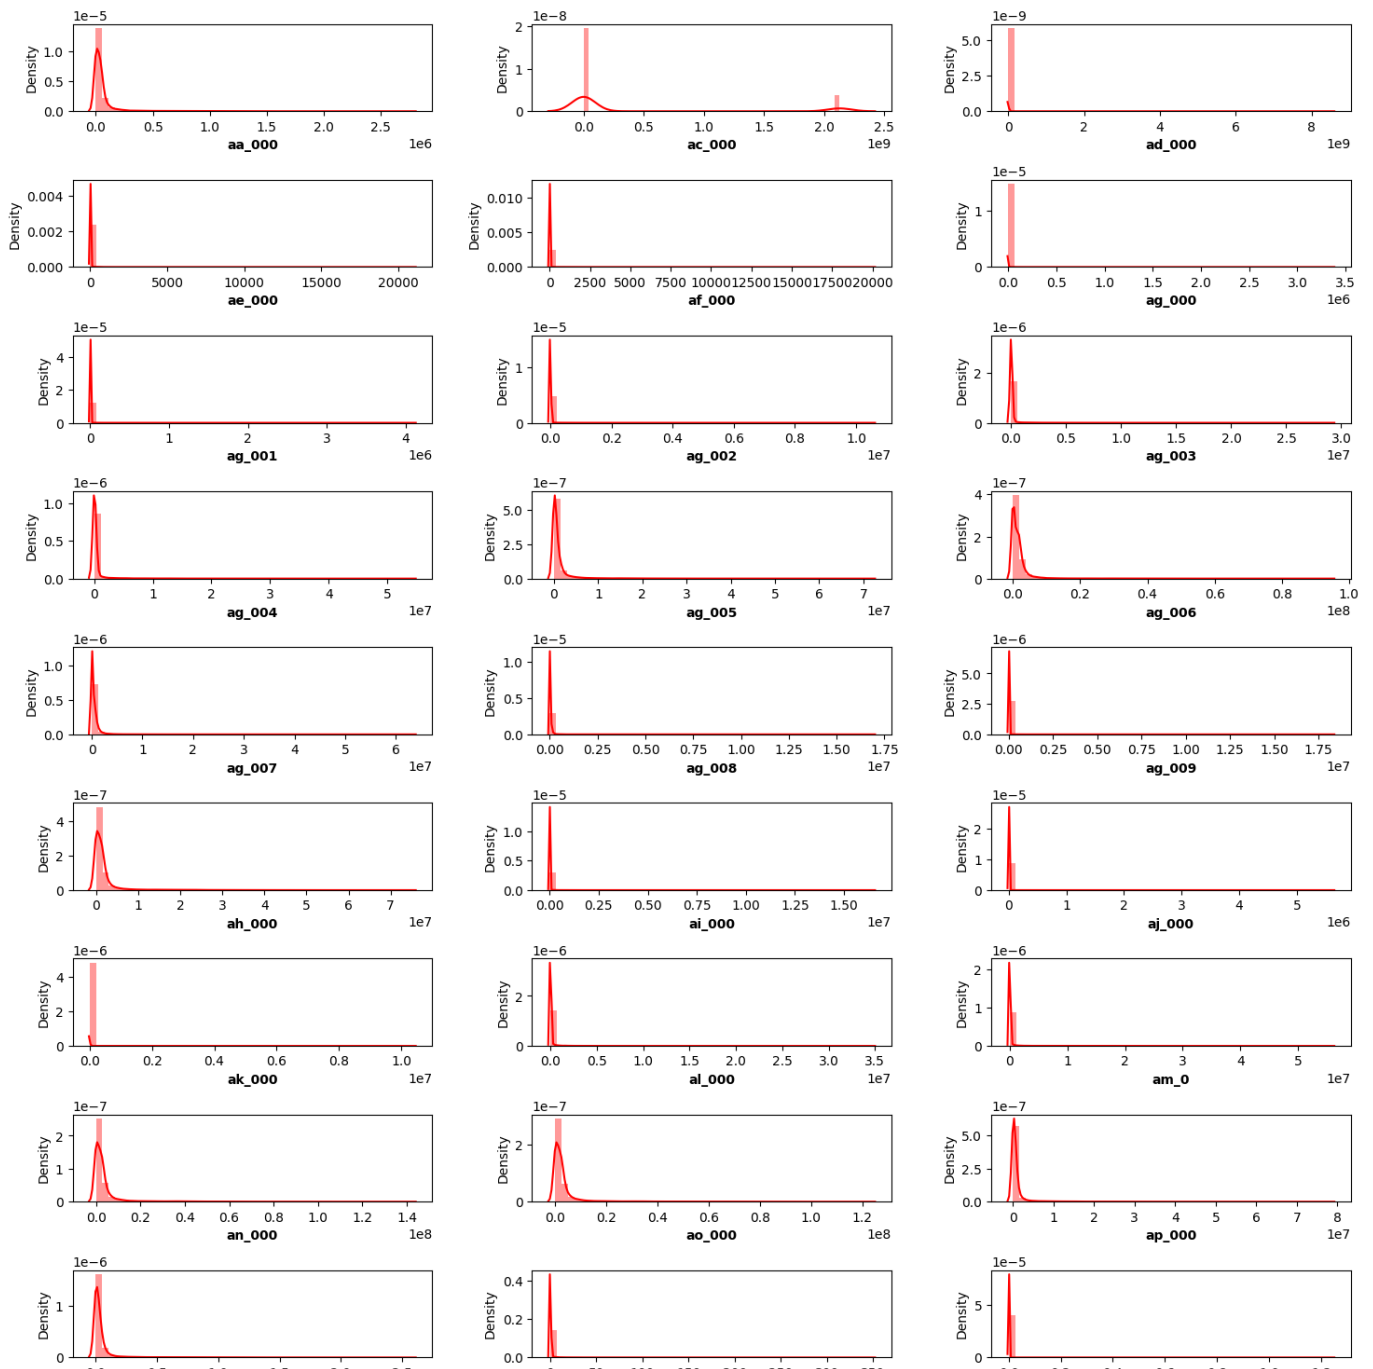 1e−5 1e−8 1e−9
Density 1.0 0.5 0.0 Density 2 1 0 Density 5.0 2.5 0.0
0.0 0.5 1.0 1.5 2.0 2.5 0.0 0.5 1.0 1.5 2.0 2.5 0 2 4 6 8
aa_000 1e6 ac_000 1e9 ad_000 1e9
1e−5
Density 0.004 0.002 0.000 Density 0.010 0.005 0.000 Density 1 0
0 5000 10000 15000 20000 0 2500 5000 7500 10000 12500 15000 17500 20000 0.0 0.5 1.0 1.5 2.0 2.5 3.0 3.5
ae_000 af_000 ag_000 1e6
1e−5 1e−5 1e−6
Density 4 2 0 Density 1 0 Density 2 0
0 1 2 3 4 0.0 0.2 0.4 0.6 0.8 1.0 0.0 0.5 1.0 1.5 2.0 2.5 3.0
ag_001 1e6 ag_002 1e7 ag_003 1e7
1e−6 1e−7 1e−7
Density 1.0 0.5 0.0 Density 5.0 2.5 0.0 Density 4 2 0
0 1 2 3 4 5 0 1 2 3 4 5 6 7 0.0 0.2 0.4 0.6 0.8 1.0
ag_004 1e7 ag_005 1e7 ag_006 1e8
1e−6 1e−5 1e−6
Density 1.0 0.5 0.0 Density 1.0 0.5 0.0 Density 5.0 2.5 0.0
0 1 2 3 4 5 6 0.00 0.25 0.50 0.75 1.00 1.25 1.50 1.75 0.00 0.25 0.50 0.75 1.00 1.25 1.50 1.75
ag_007 1e7 ag_008 1e7 ag_009 1e7
1e−7 1e−5 1e−5
Density 4 2 0 Density 1.0 0.5 0.0 Density 2 1 0
0 1 2 3 4 5 6 7 0.00 0.25 0.50 0.75 1.00 1.25 1.50 0 1 2 3 4 5
ah_000 1e7 ai_000 1e7 aj_000 1e6
1e−6 1e−6 1e−6
Density 4 2 0 Density 2 0 Density 2 1 0
0.0 0.2 0.4 0.6 0.8 1.0 0.0 0.5 1.0 1.5 2.0 2.5 3.0 3.5 0 1 2 3 4 5
ak_000 1e7 al_000 1e7 am_0 1e7
1e−7 1e−7 1e−7
Density 2 1 0 Density 2 0 Density 5.0 2.5 0.0
0.0 0.2 0.4 0.6 0.8 1.0 1.2 1.4 0.0 0.2 0.4 0.6 0.8 1.0 1.2 0 1 2 3 4 5 6 7 8
an_000 1e8 ao_000 1e8 ap_000 1e7
1e−6 1e−5
Density 1 0 Density 0.4 0.2 0.0 Density 5 0